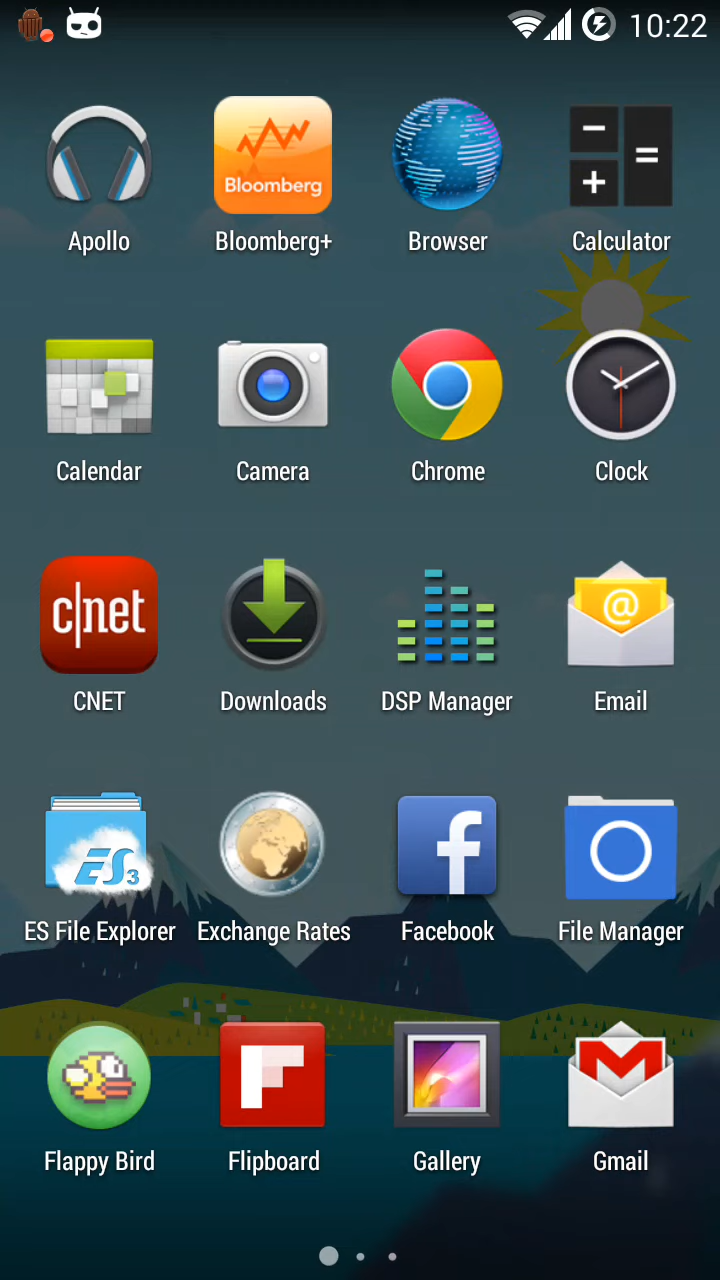 10:22
Bloomberg
Apollo Bloomberg+ Browser Calculator
Calendar Camera Chrome Clock
c|net @
CNET Downloads DSP Manager Email
ES3 f
ES File Explorer Exchange Rates Facebook File Manager
F M
Flappy Bird Flipboard Gallery Gmail